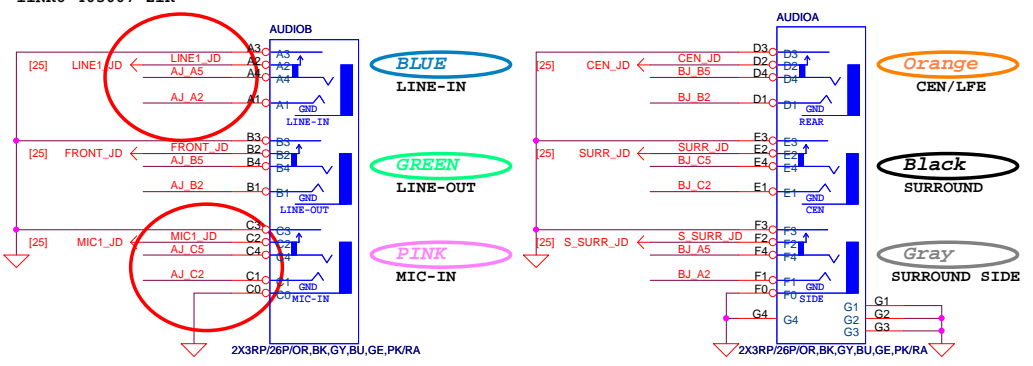 AUDIOB
A3 A3
[25] LINE1_JD LINE1_JD A2 A2
AJ_A5 A4 A4
AJ_A2 A1 A1
GND
LINE-IN
BLUE
LINE-IN
B3 B3
[25] FRONT_JD FRONT_JD B2 B2
AJ_B5 B4 B4
AJ_B2 B1 B1
GND
LINE-OUT
GREEN
LINE-OUT
C3 C3
[25] MIC1_JD MIC1_JD C2 C2
AJ_C5 C4 C4
AJ_C2 C1 C1
GND
C0 C0 MIC-IN
PINK
MIC-IN
2X3RP/26P/OR,BK,GY,BU,GE,PK/RA
AUDIOA
D3 D3
[25] CEN_JD CEN_JD D2 D2
BJ_B5 D4 D4
BJ_B2 D1 D1
GND
REAR
Orange
CEN/LFE
E3 E3
[25] SURR_JD SURR_JD E2 E2
BJ_C5 E4 E4
BJ_C2 E1 E1
GND
CEN
Black
SURROUND
F3 F3
[25] S_SURR_JD S_SURR_JD F2 F2
BJ_A5 F4 F4
BJ_A2 F1 F1
GND
F0 F0 SIDE
Gray
SURROUND SIDE
G4 G4
G1 G1
G2 G2
G3 G3
2X3RP/26P/OR,BK,GY,BU,GE,PK/RA